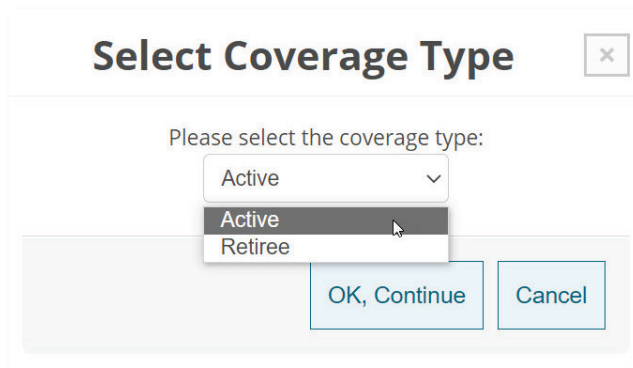 Select Coverage Type
×
Please select the coverage type:
Active
Active
Retiree
OK, Continue
Cancel